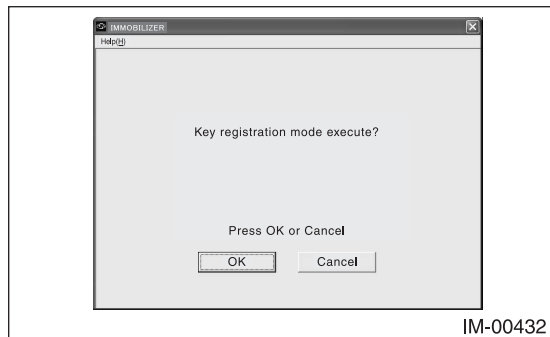 IMMOBILIZER
Help(H)
Key registration mode execute?
Press OK or Cancel
OK Cancel
IM-00432